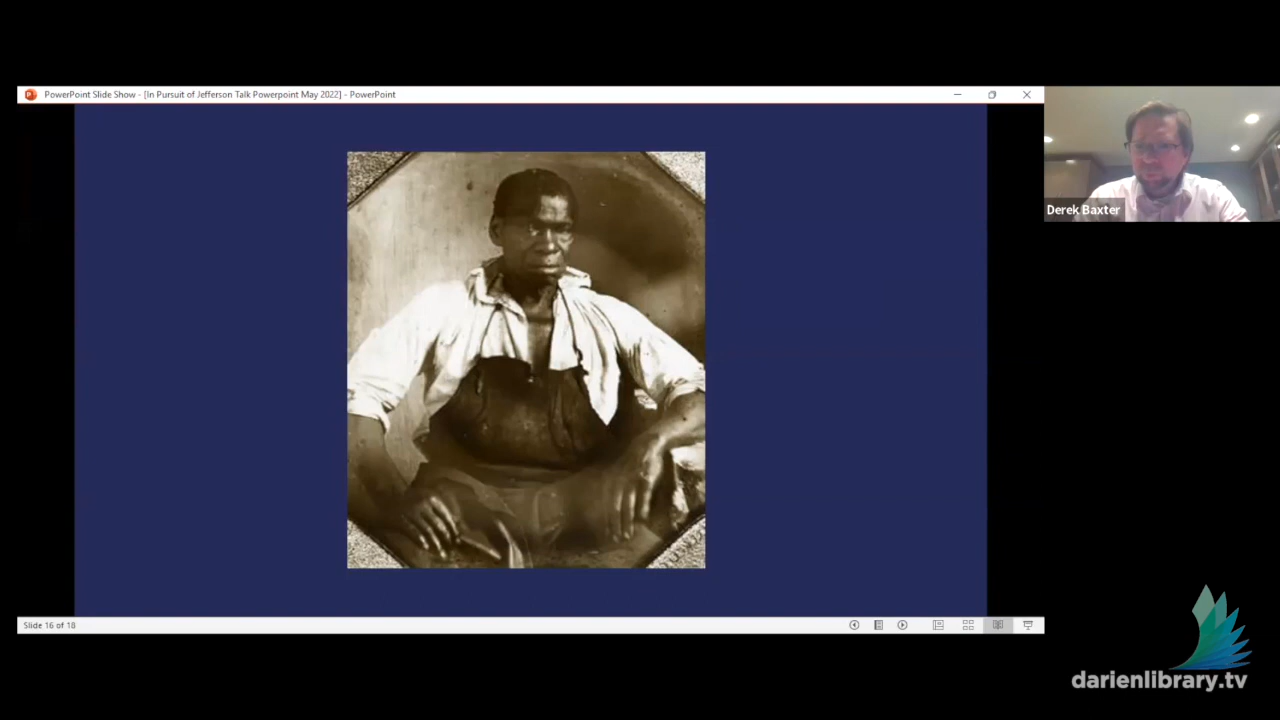 PowerPoint Slide Show - [In Pursuit of Jefferson Talk Powerpoint May 2022] - PowerPoint
Derek Baxter
Slide 16 of 18
darienlibrary.tv